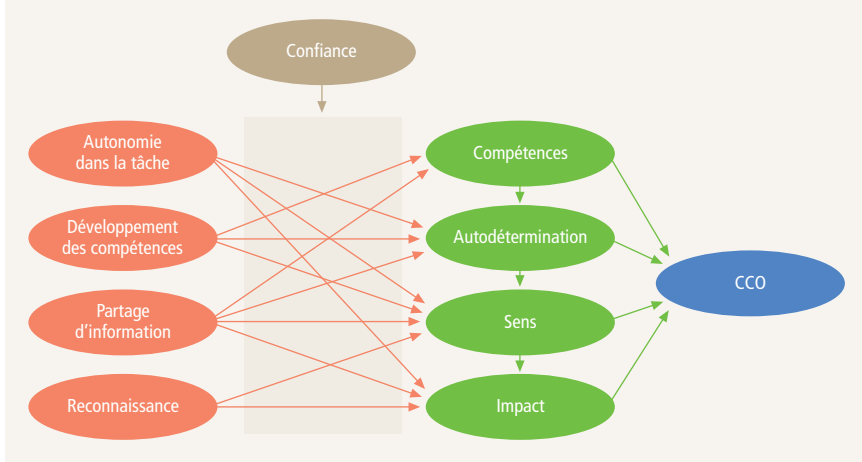 Confiance
Autonomie
dans la tâche
Compétences
Développement
des compétences
Autodétermination
CCO
Partage
d'information
Sens
Reconnaissance
Impact